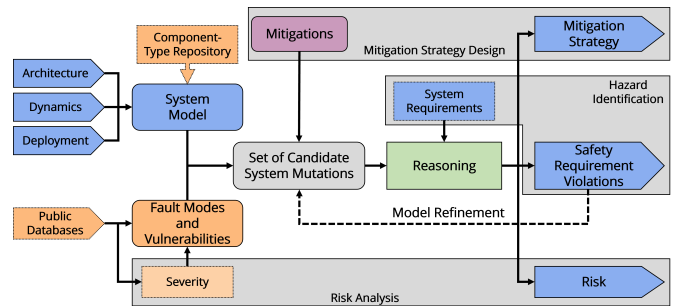 Component-
Type Repository
Mitigations
Mitigation
Strategy
Mitigation Strategy Design
Architecture
Dynamics
Deployment
System
Model
System
Requirements
Hazard
Identification
Set of Candidate
System Mutations
Reasoning
Safety
Requirement
Violations
Public
Databases
Fault Modes
and
Vulnerabilities
Model Refinement
Severity
Risk
Risk Analysis